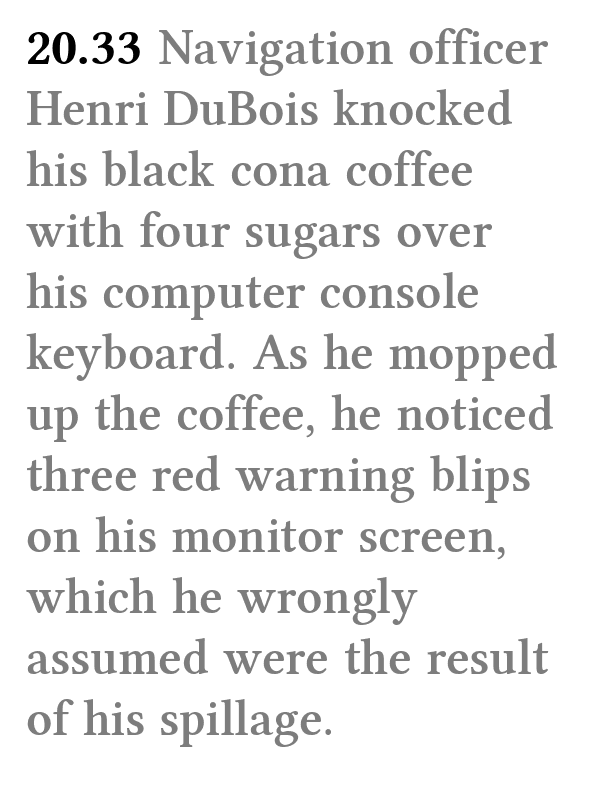 20.33 Navigation officer
Henri DuBois knocked
his black cona coffee
with four sugars over
his computer console
keyboard. As he mopped
up the coffee, he noticed
three red warning blips
on his monitor screen,
which he wrongly
assumed were the result
of his spillage.